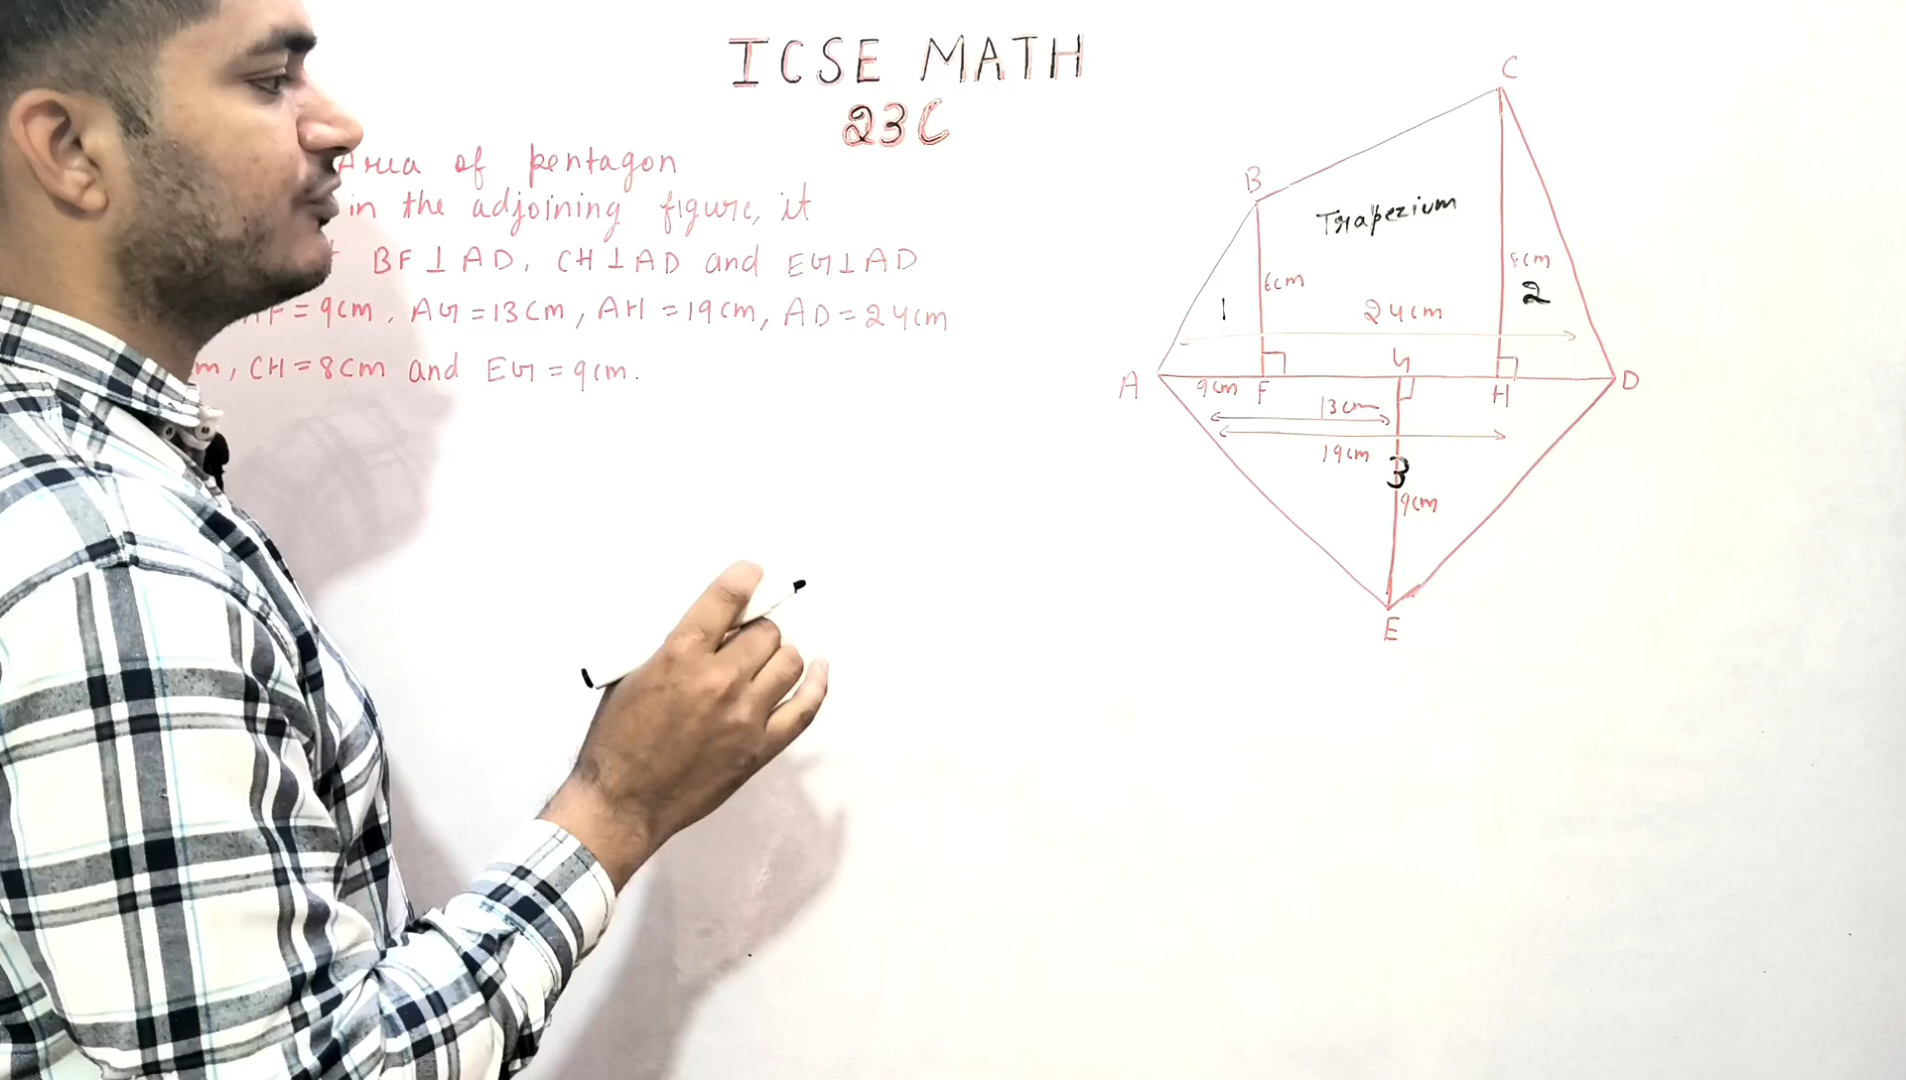 ICSE MATH
23C
Area of pentagon
in the adjoining figure, it
BF ⊥ AD, CH ⊥ AD and EG ⊥ AD
AF = 9cm, AG = 13cm, AH = 19cm, AD = 24cm
m, CH = 8cm and EG = 9cm.
C
B
Trapezium
6cm
8cm
1
2
24cm
G
A
9cm
F
H
D
13cm
19cm
3
9cm
E